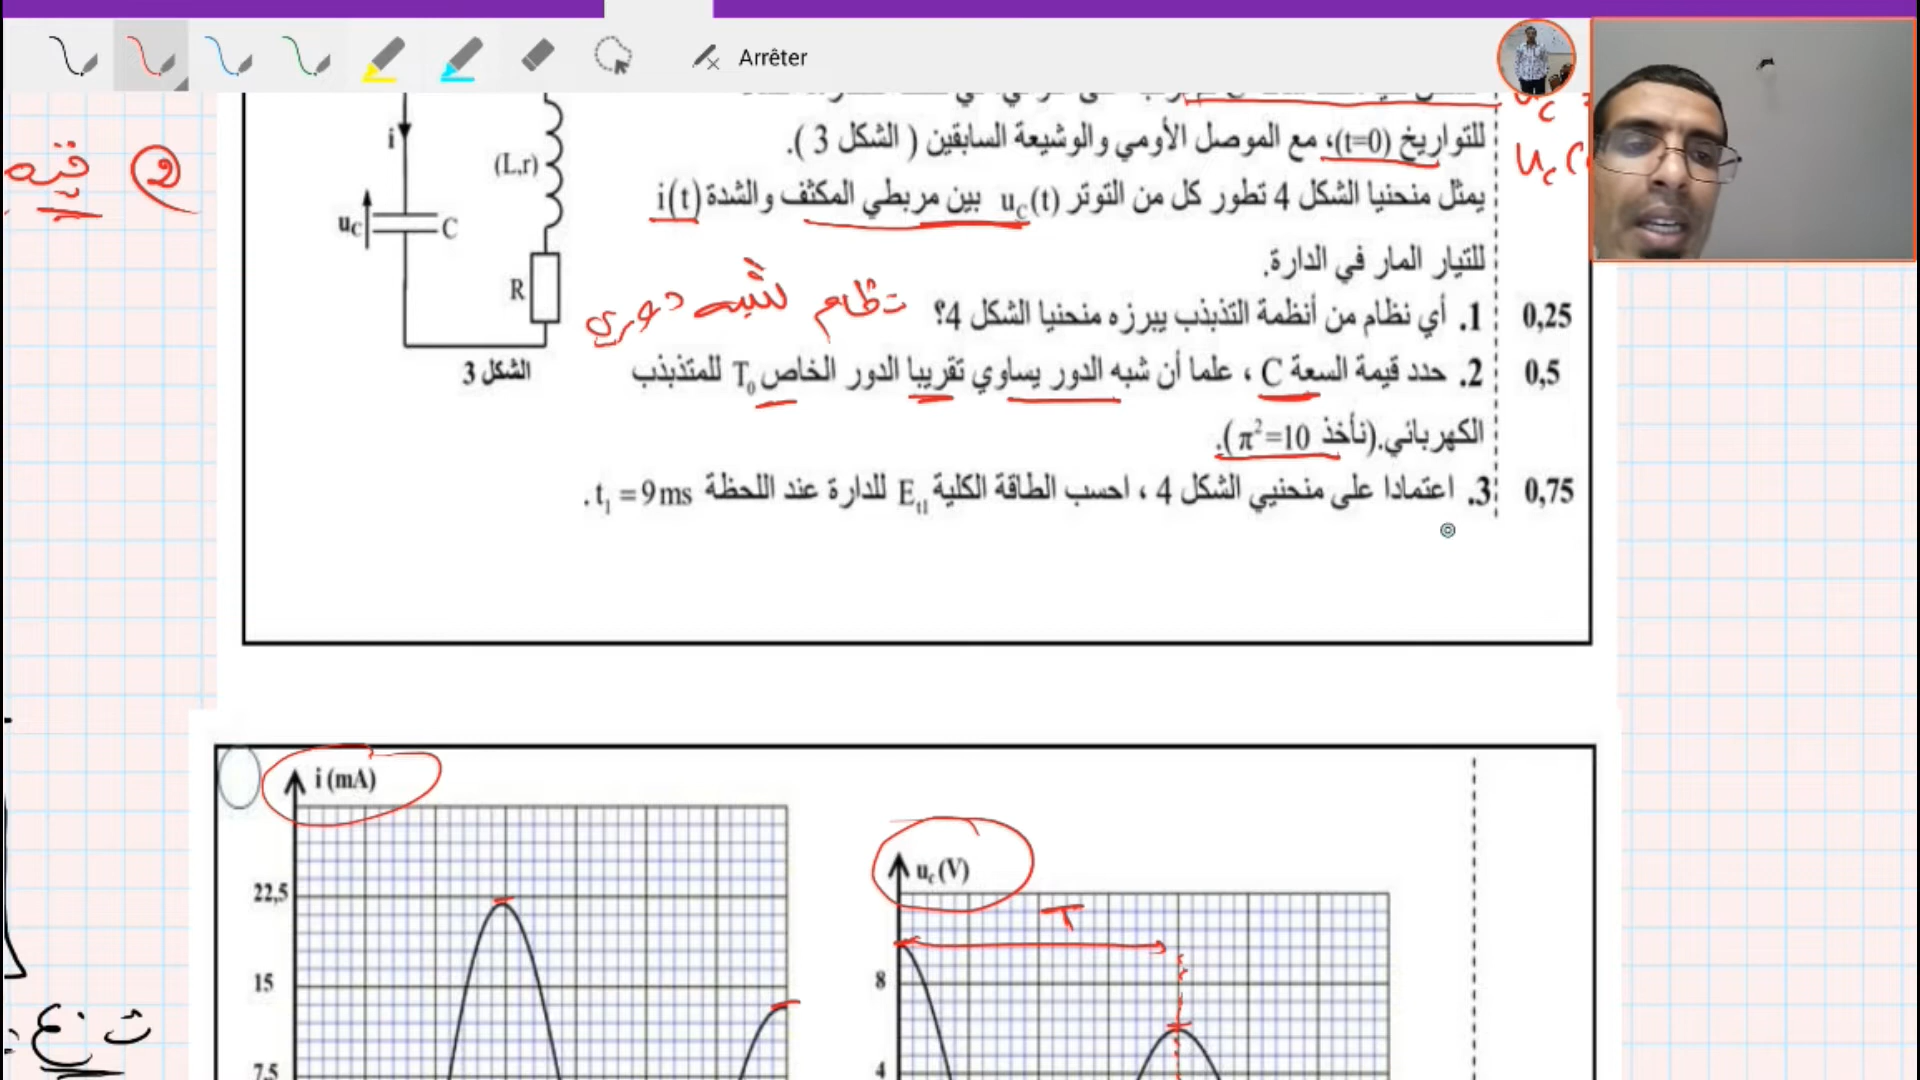 Arrêter
للتواريخ (t=0)، مع الموصل الأومي والوشيعة السابقين ( الشكل 3 ).
يمثل منحنيا الشكل 4 تطور كل من التوتر uC(t) بين مربطي المكثف والشدة i(t)
للتيار المار في الدارة.
0,25 1. أي نظام من أنظمة التذبذب يبرزه منحنيا الشكل 4؟
نظام شبه دوري
0,5 2. حدد قيمة السعة C ، علما أن شبه الدور يساوي تقريبا الدور الخاص T0 للمتذبذب
الكهربائي.(نأخذ π²=10).
0,75 3. اعتمادا على منحنيي الشكل 4 ، احسب الطاقة الكلية Et1 للدارة عند اللحظة t1 = 9ms .
i
(L,r)
uC
C
R
الشكل 3
2
i (mA)
22,5
15
7,5
uc (V)
T
8
4